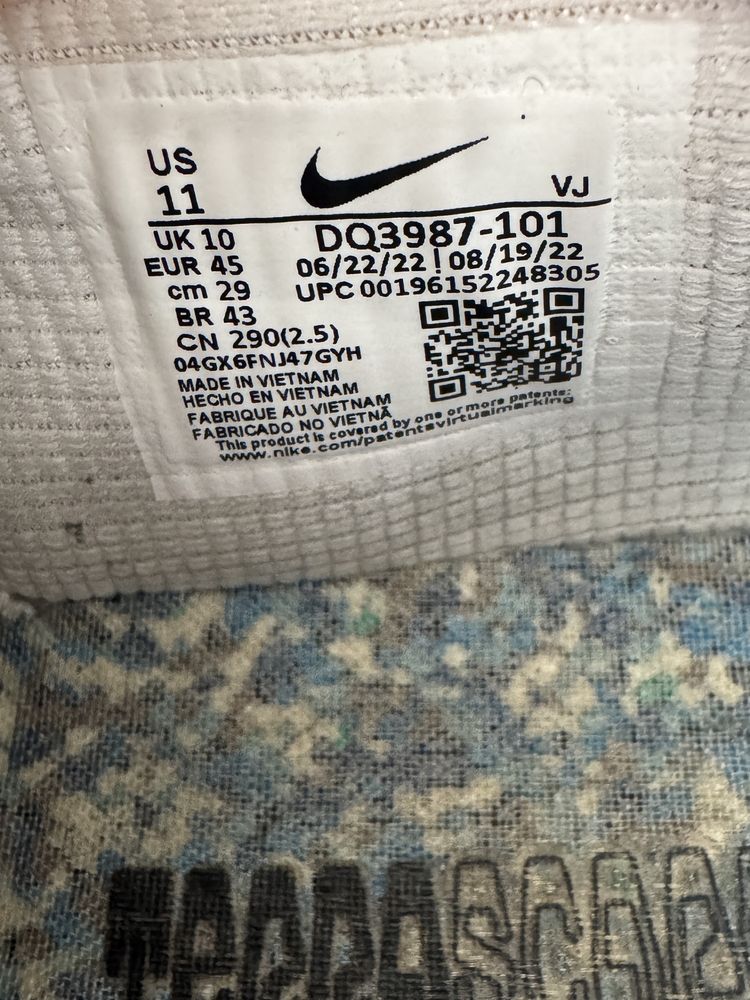 US
11
VJ
UK 10
DQ3987-101
EUR 45
06/22/22 | 08/19/22
cm 29
UPC 00196152248305
BR 43
CN 290(2.5)
04GX6FNJ47GYH
MADE IN VIETNAM
HECHO EN VIETNAM
FABRIQUE AU VIETNAM
FABRICADO NO VIETNÃ
This product is covered by one or more patents:
www.nike.com/patentsvirtualmarking
TERRASCAP